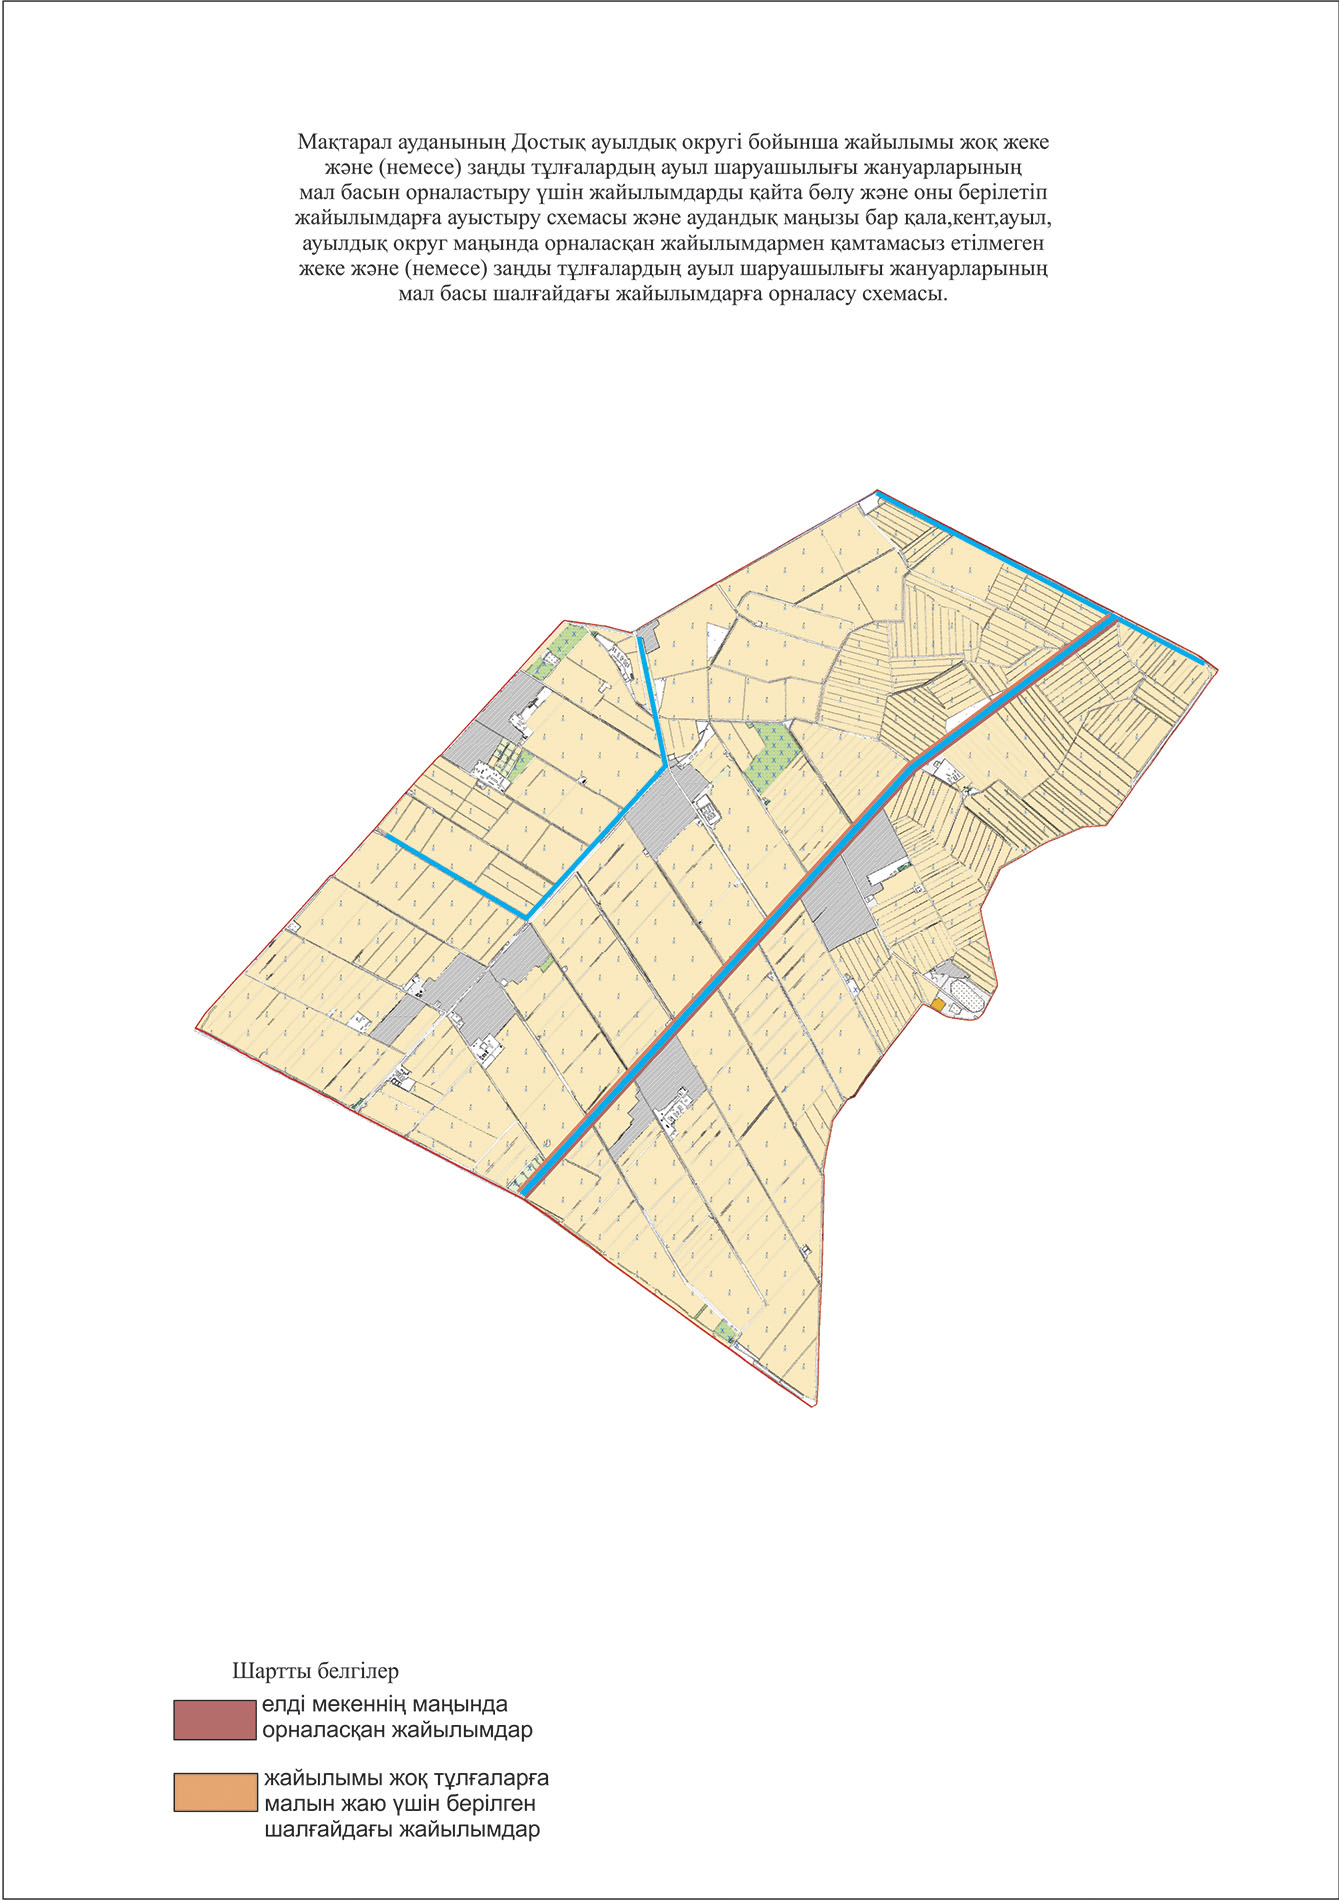 Мақтарал ауданының Достық ауылдық округі бойынша жайылымы жоқ жеке
және (немесе) заңды тұлғалардың ауыл шаруашылығы жануарларының
мал басын орналастыру үшін жайылымдарды қайта бөлу және оны берілетіп
жайылымдарға ауыстыру схемасы және аудандық маңызы бар қала,кент,ауыл,
ауылдық округ маңында орналасқан жайылымдармен қамтамасыз етілмеген
жеке және (немесе) заңды тұлғалардың ауыл шаруашылығы жануарларының
мал басы шалғайдағы жайылымдарға орналасу схемасы.
Шартты белгілер
елді мекеннің маңында
орналасқан жайылымдар
жайылымы жоқ тұлғаларға
малын жаю үшін берілген
шалғайдағы жайылымдар